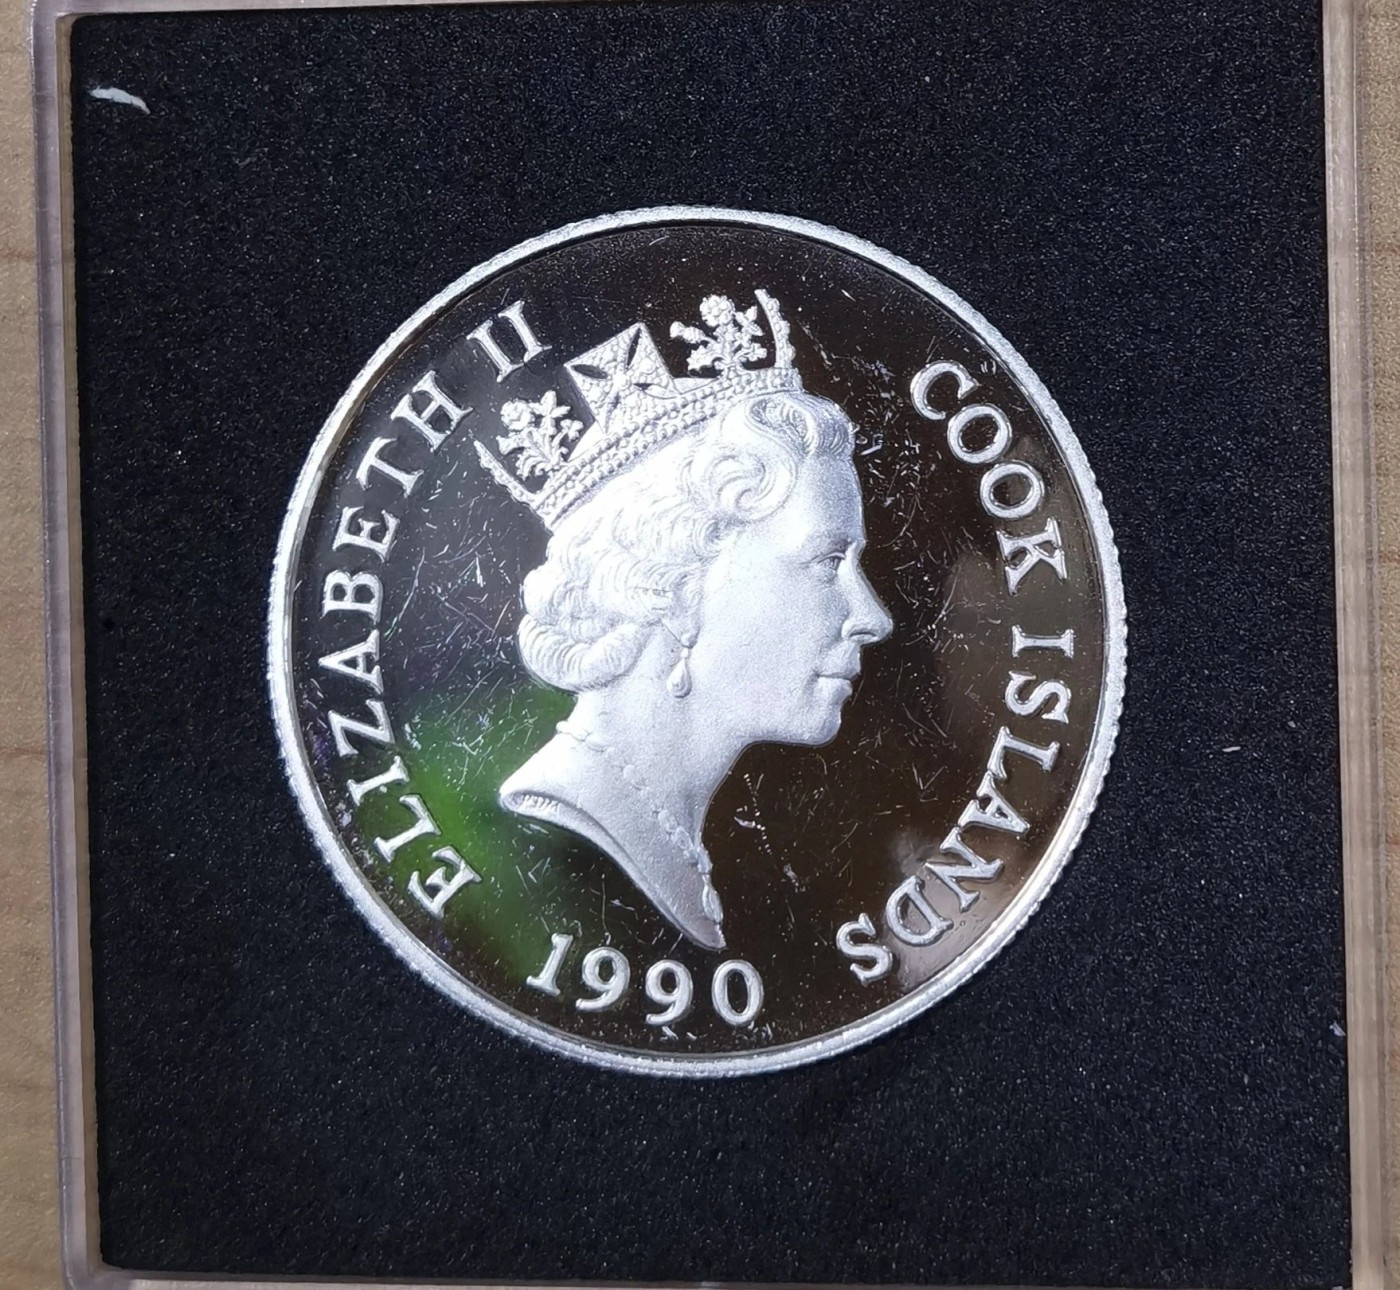 ELIZABETH II
COOK ISLANDS
1990